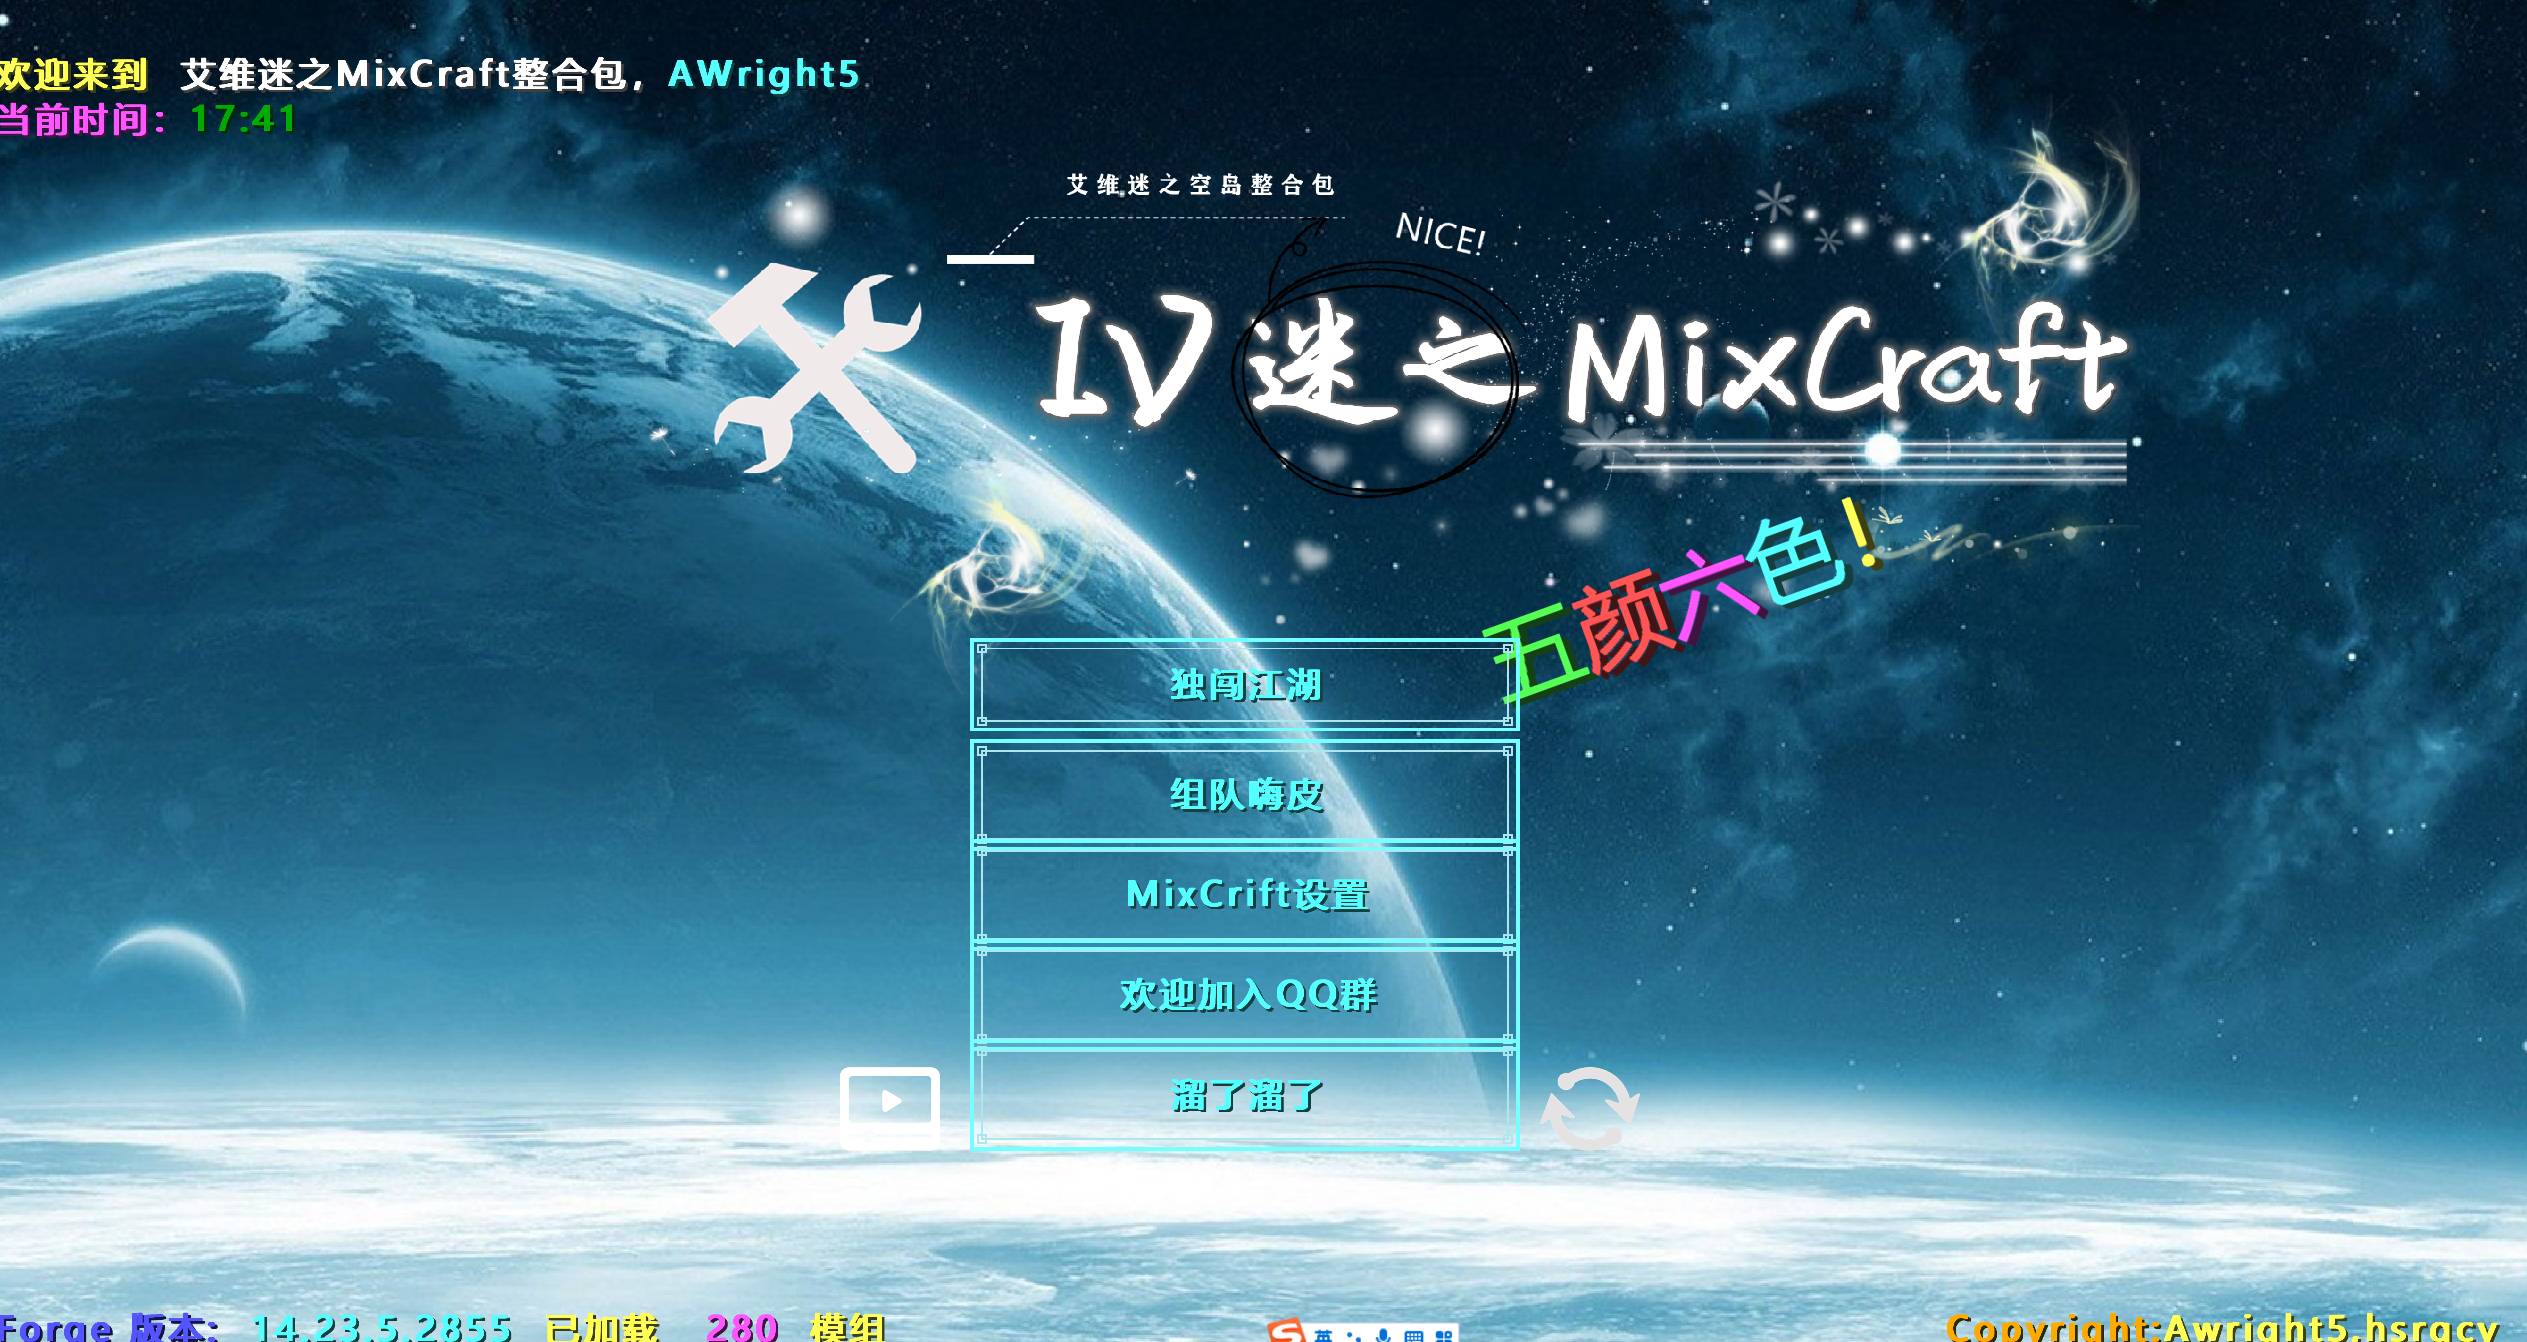 欢迎来到 艾维迷之MixCraft整合包，AWright5
当前时间：17:41
艾维迷之空岛整合包
NICE!
IV迷之MixCraft
五颜六色！
独闯江湖
组队嗨皮
MixCrift设置
欢迎加入QQ群
溜了溜了
Forge 版本: 14.23.5.2855 已加载 280 模组
英
Copyright:Awright5,hsrgcy